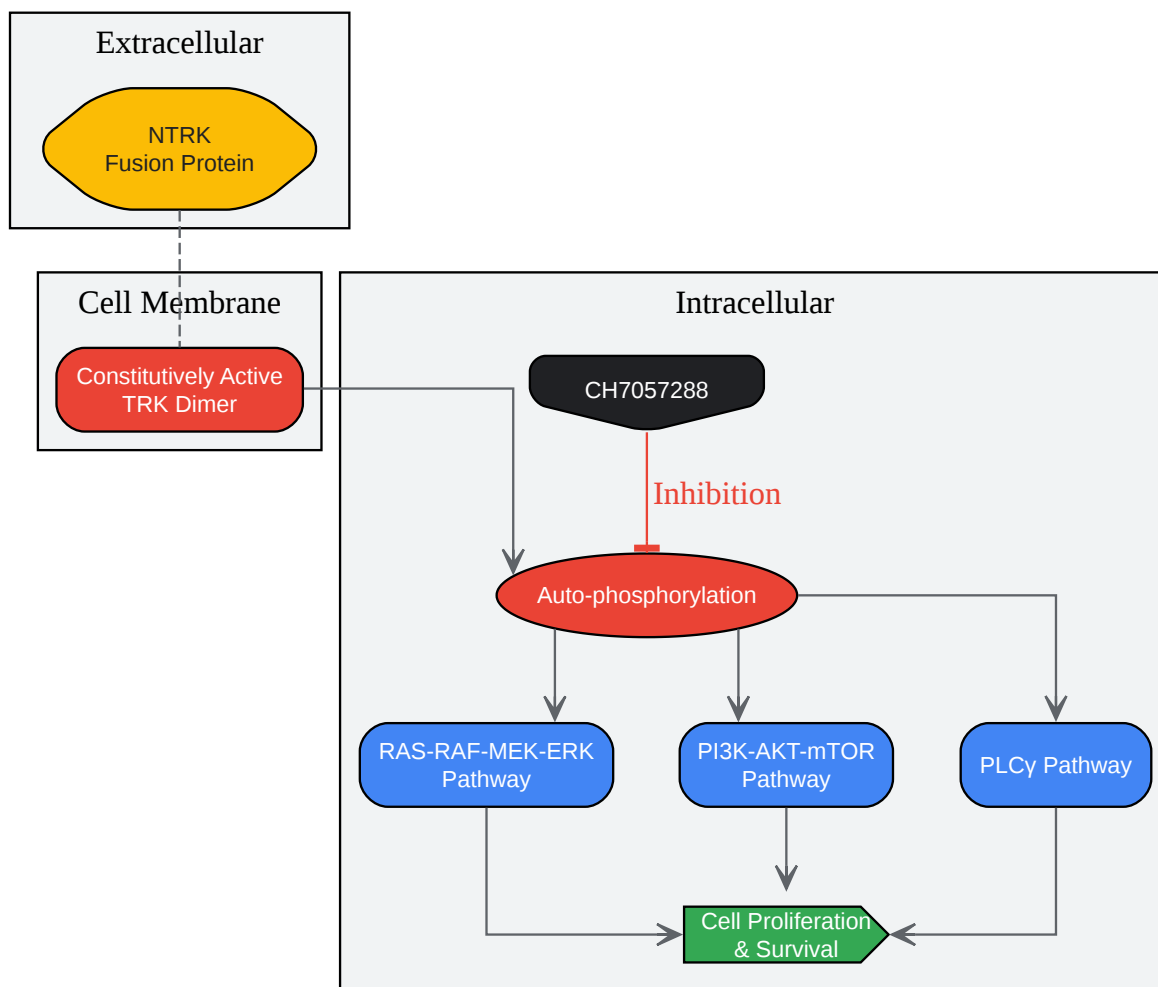 Extracellular
NTRK
Fusion Protein
Cell Membrane
Constitutively Active
TRK Dimer
Intracellular
CH7057288
Inhibition
Auto-phosphorylation
RAS-RAF-MEK-ERK
Pathway
PI3K-AKT-mTOR
Pathway
PLCγ Pathway
Cell Proliferation
& Survival